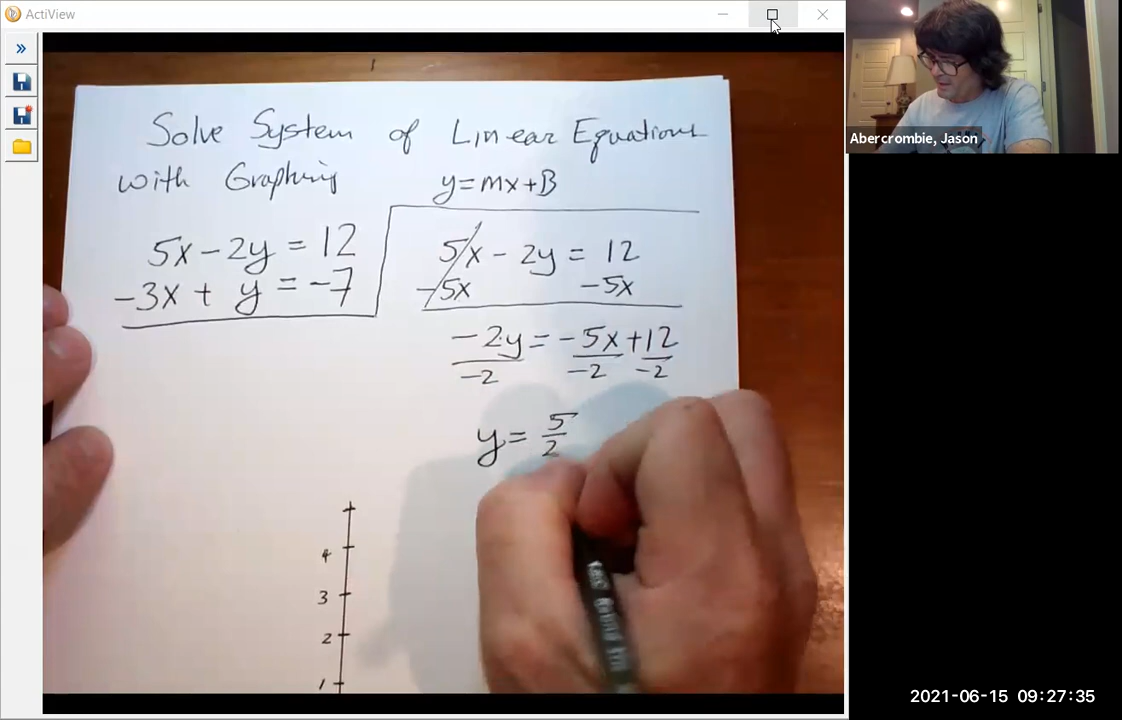 ActiView
Solve System of Linear Equations
with Graphing
y=mx+B
5x-2y=12
-3x+y=-7
5x-2y=12
-5x -5x
-2y=-5x+12
-2 -2 -2
y=5/2
4
3
2
1
Abercrombie, Jason
2021-06-15 09:27:35